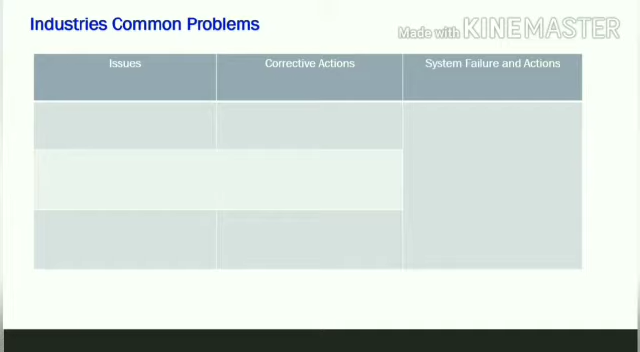 Industries Common Problems
Made with KINEMASTER
Issues
Corrective Actions
System Failure and Actions